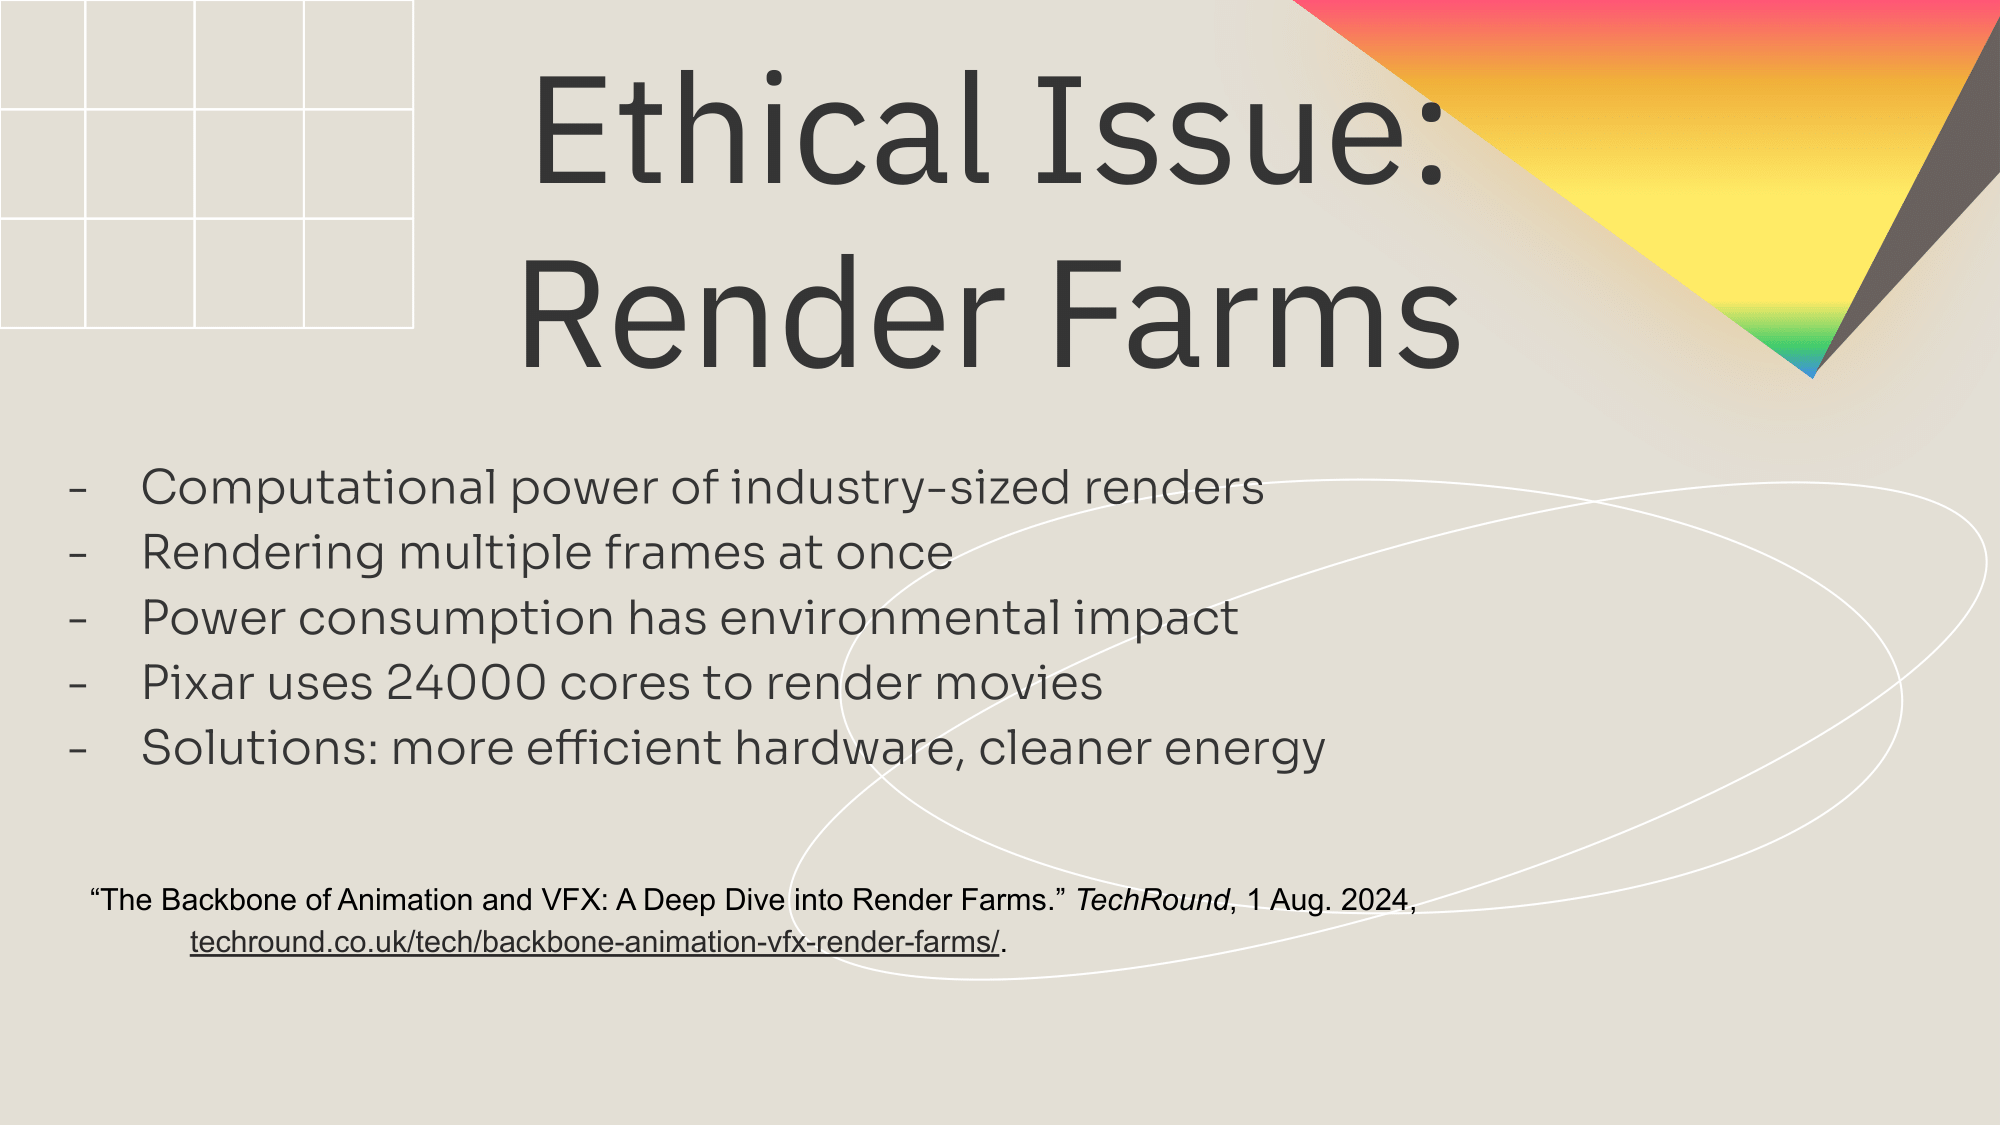 Ethical Issue:
Render Farms
- Computational power of industry-sized renders
- Rendering multiple frames at once
- Power consumption has environmental impact
- Pixar uses 24000 cores to render movies
- Solutions: more efficient hardware, cleaner energy
“The Backbone of Animation and VFX: A Deep Dive into Render Farms.” TechRound, 1 Aug. 2024,
techround.co.uk/tech/backbone-animation-vfx-render-farms/.